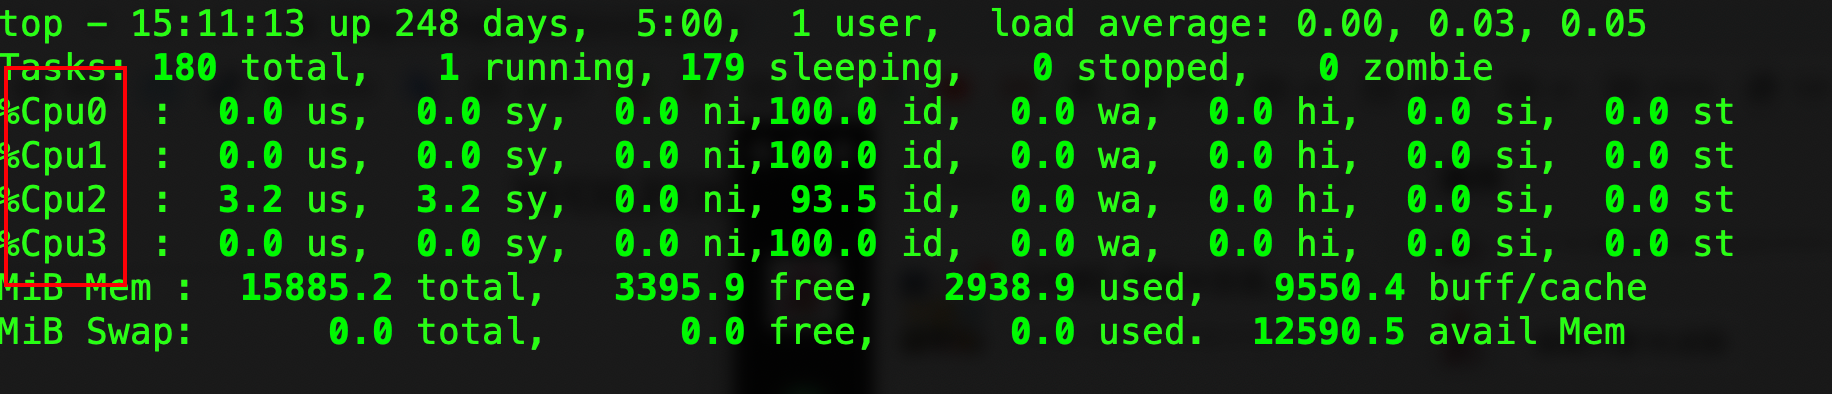 top - 15:11:13 up 248 days,  5:00,  1 user,  load average: 0.00, 0.03, 0.05
Tasks: 180 total,   1 running, 179 sleeping,   0 stopped,   0 zombie
%Cpu0  :  0.0 us,  0.0 sy,  0.0 ni,100.0 id,  0.0 wa,  0.0 hi,  0.0 si,  0.0 st
%Cpu1  :  0.0 us,  0.0 sy,  0.0 ni,100.0 id,  0.0 wa,  0.0 hi,  0.0 si,  0.0 st
%Cpu2  :  3.2 us,  3.2 sy,  0.0 ni, 93.5 id,  0.0 wa,  0.0 hi,  0.0 si,  0.0 st
%Cpu3  :  0.0 us,  0.0 sy,  0.0 ni,100.0 id,  0.0 wa,  0.0 hi,  0.0 si,  0.0 st
MiB Mem :  15885.2 total,   3395.9 free,   2938.9 used,   9550.4 buff/cache
MiB Swap:      0.0 total,      0.0 free,      0.0 used.  12590.5 avail Mem